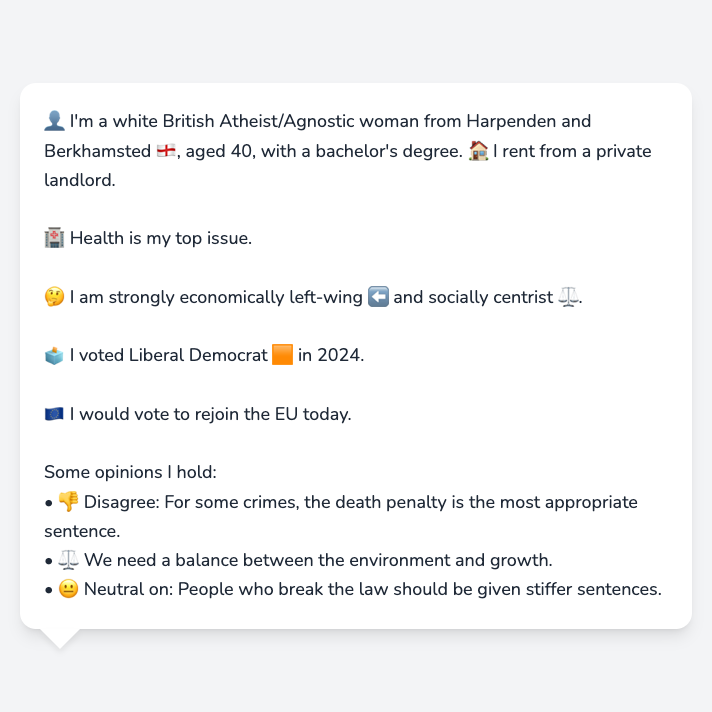 👤 I'm a white British Atheist/Agnostic woman from Harpenden and
Berkhamsted 🏴󠁧󠁢󠁥󠁮󠁧󠁿, aged 40, with a bachelor's degree. 🏠 I rent from a private
landlord.
🏥 Health is my top issue.
🤔 I am strongly economically left-wing ⬅️ and socially centrist ⚖️.
🗳️ I voted Liberal Democrat 🟧 in 2024.
🇪🇺 I would vote to rejoin the EU today.
Some opinions I hold:
• 👎 Disagree: For some crimes, the death penalty is the most appropriate
sentence.
• ⚖️ We need a balance between the environment and growth.
• 😐 Neutral on: People who break the law should be given stiffer sentences.